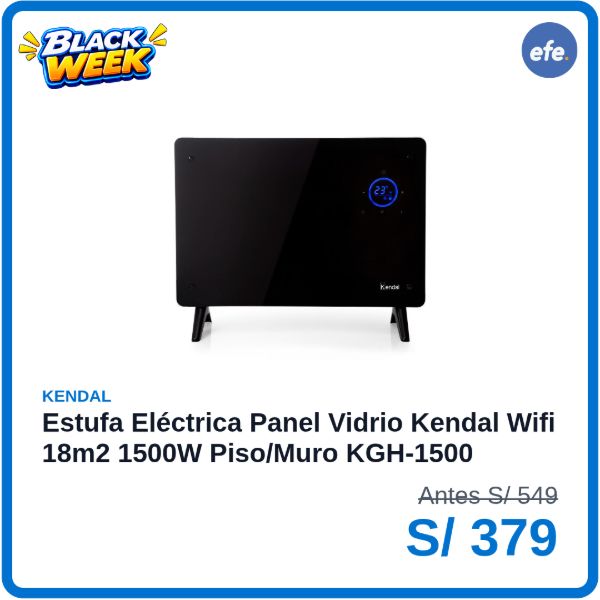 BLACK
WEEK
efe.
23°
Kendal
KENDAL
Estufa Eléctrica Panel Vidrio Kendal Wifi
18m2 1500W Piso/Muro KGH-1500
Antes S/ 549
S/ 379